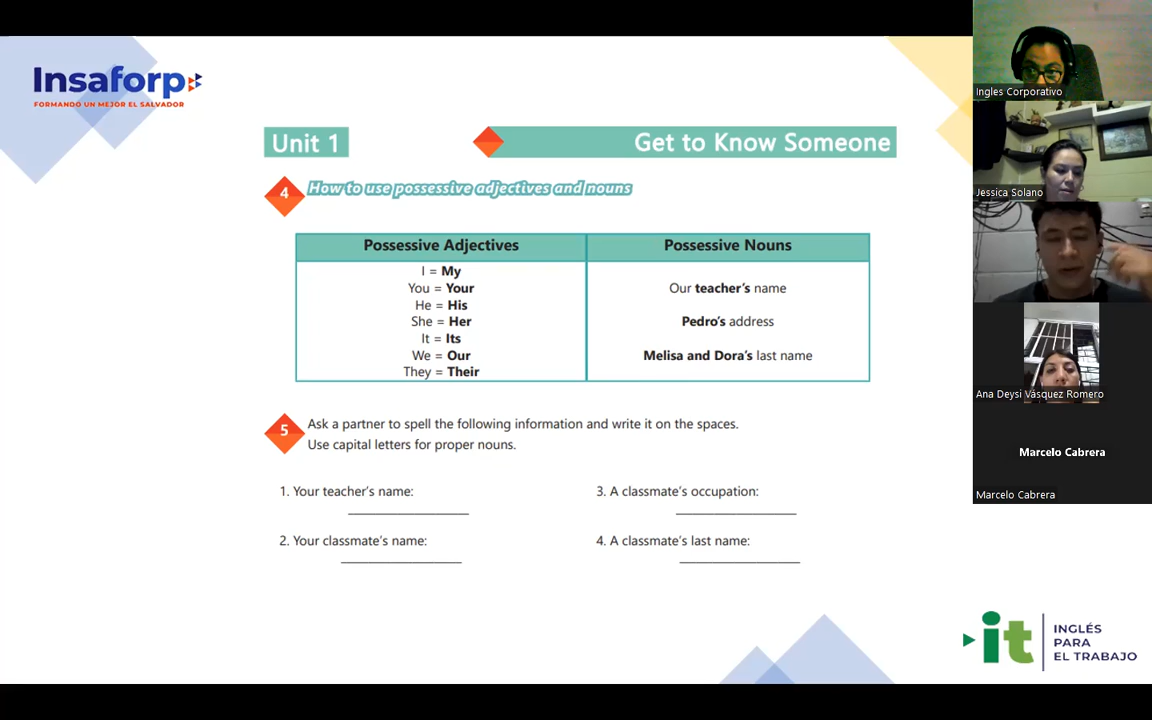 Insaforp
FORMANDO UN MEJOR EL SALVADOR
Unit 1
Get to Know Someone
4
How to use possessive adjectives and nouns
Possessive Adjectives
Possessive Nouns
I = My
You = Your
He = His
She = Her
It = Its
We = Our
They = Their
Our teacher's name
Pedro's address
Melisa and Dora's last name
5
Ask a partner to spell the following information and write it on the spaces.
Use capital letters for proper nouns.
1. Your teacher's name:
2. Your classmate's name:
3. A classmate's occupation:
4. A classmate's last name:
it
INGLÉS
PARA
EL TRABAJO
Ingles Corporativo
Jessica Solano
Ana Deysi Vásquez Romero
Marcelo Cabrera
Marcelo Cabrera